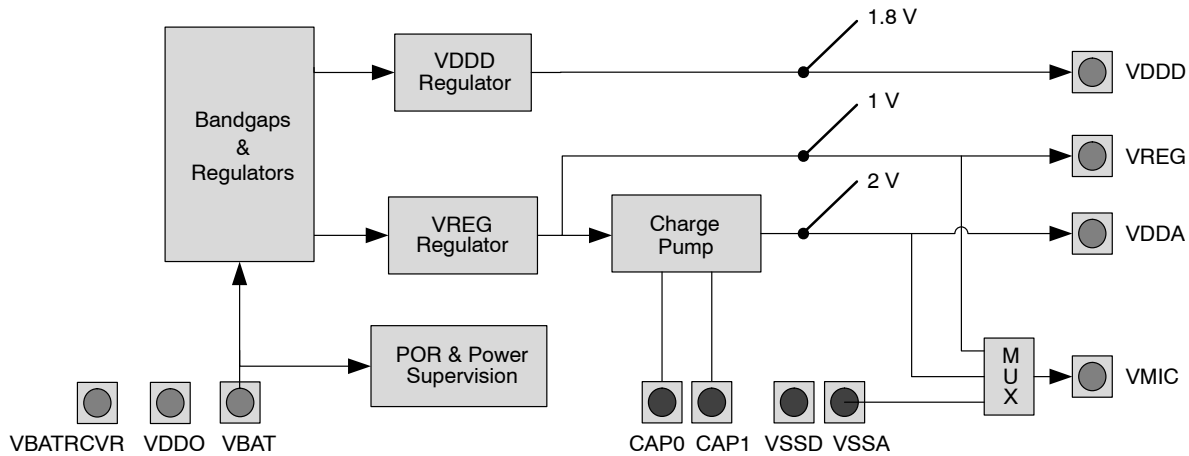 1.8 V
VDDD
Regulator
VDDD
Bandgaps
&
Regulators
1 V
VREG
2 V
VREG
Regulator
Charge
Pump
VDDA
POR & Power
Supervision
M
U
X
VMIC
VBATRCVR VDDO VBAT CAP0 CAP1 VSSD VSSA